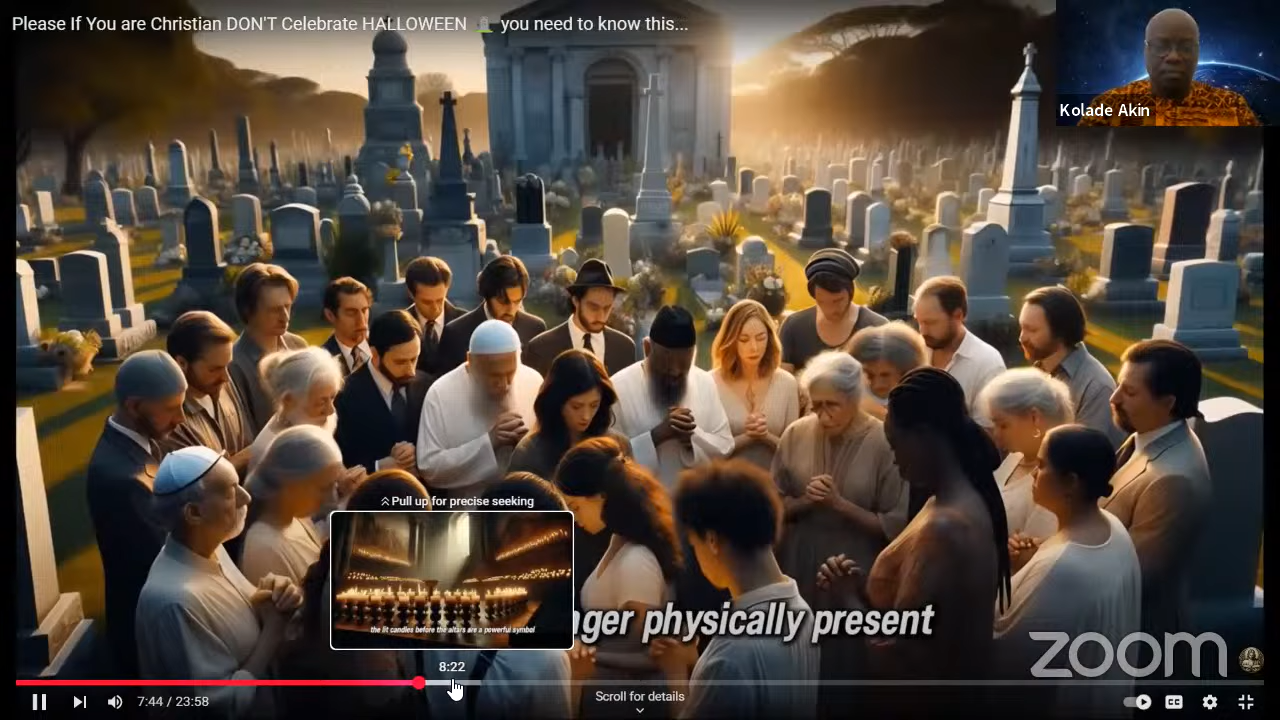 Please If You are Christian DON'T Celebrate HALLOWEEN 🪦 you need to know this...
Kolade Akin
Pull up for precise seeking
the lit candles before the altars are a powerful symbol
nger physically present
zoom
8:22
7:44 / 23:58
Scroll for details
CC